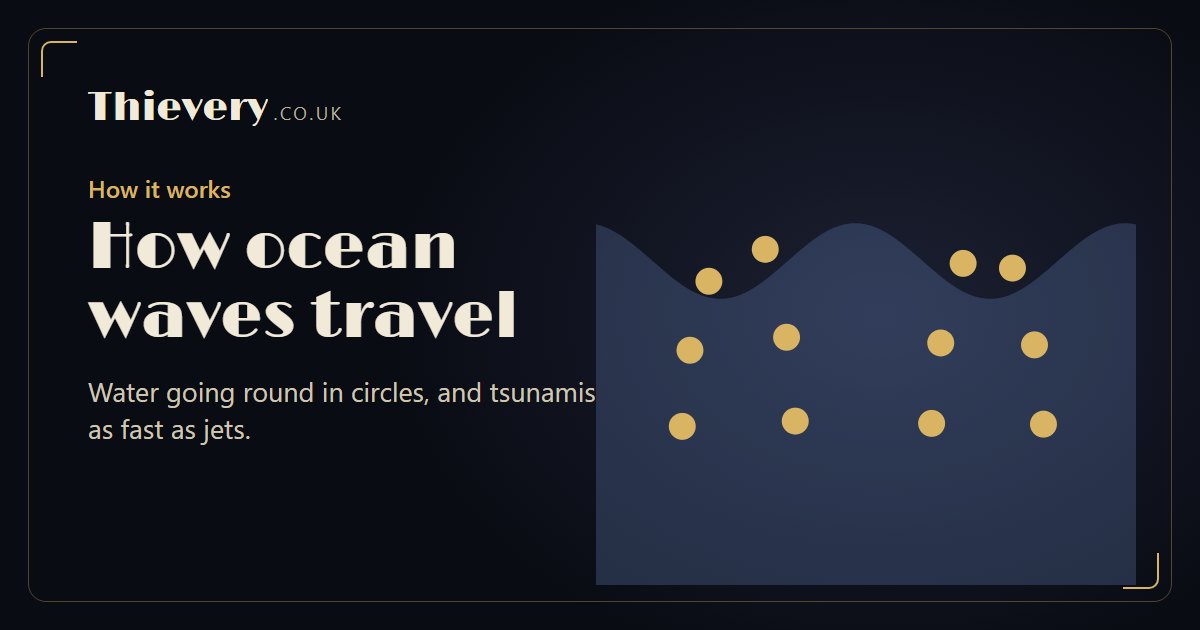 Thievery.CO.UK
How it works
How ocean
waves travel
Water going round in circles, and tsunamis
as fast as jets.